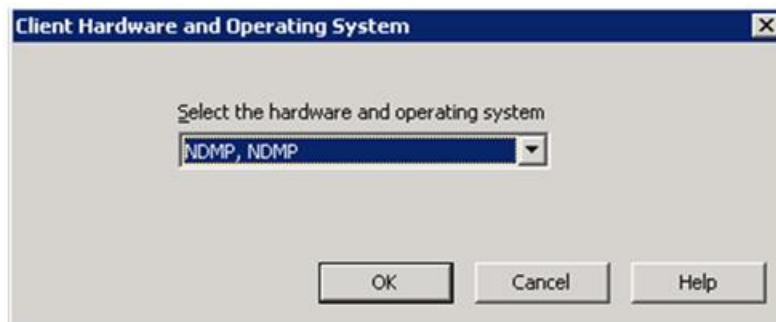 Client Hardware and Operating System
Select the hardware and operating system
NDMP, NDMP
OK Cancel Help